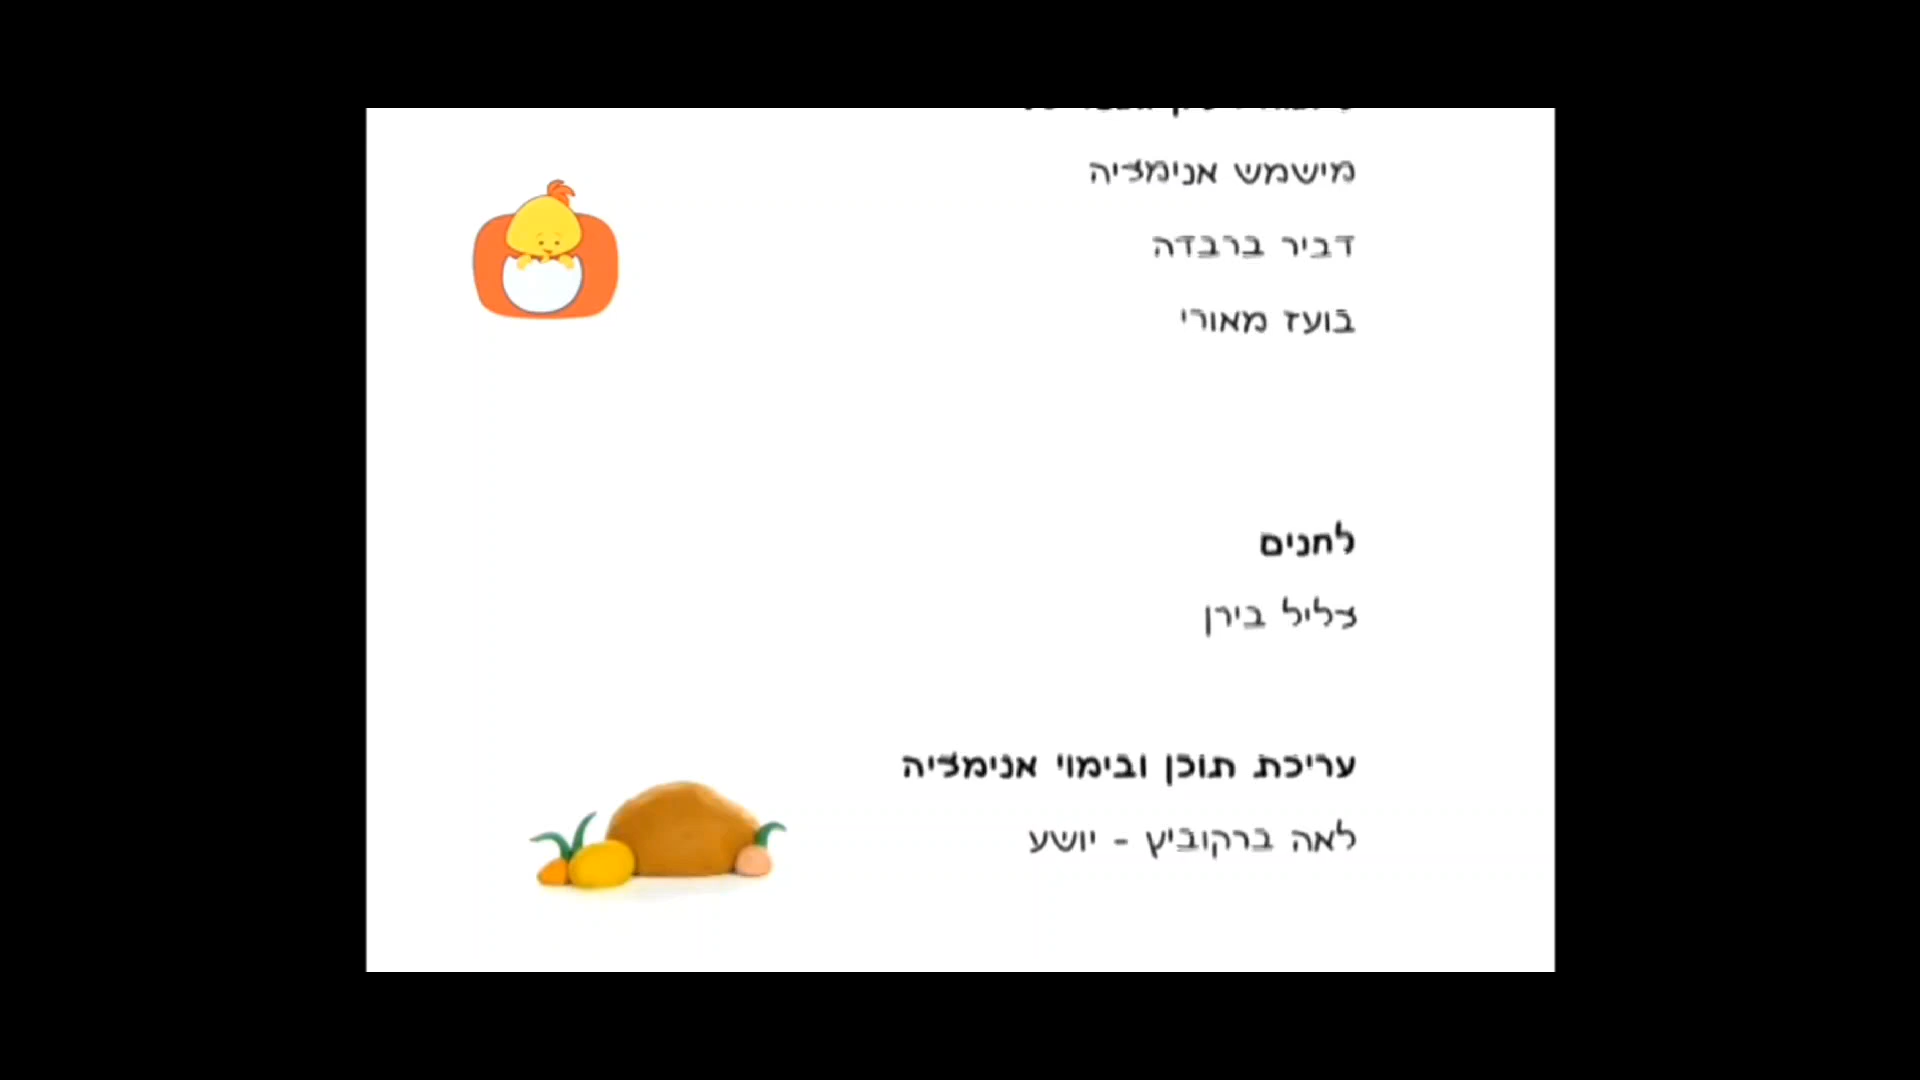 מישמש אנימציה
דביר ברבדה
בועז מאורי
לחנים
צליל בירן
עריכת תוכן ובימוי אנימציה
לאה ברקוביץ - יושע